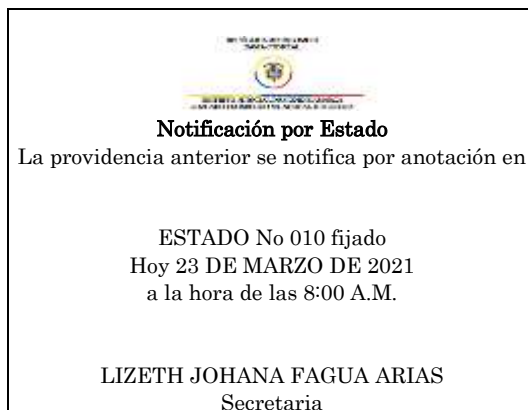 Notificación por Estado
La providencia anterior se notifica por anotación en
ESTADO No 010 fijado
Hoy 23 DE MARZO DE 2021
a la hora de las 8:00 A.M.
LIZETH JOHANA FAGUA ARIAS
Secretaria